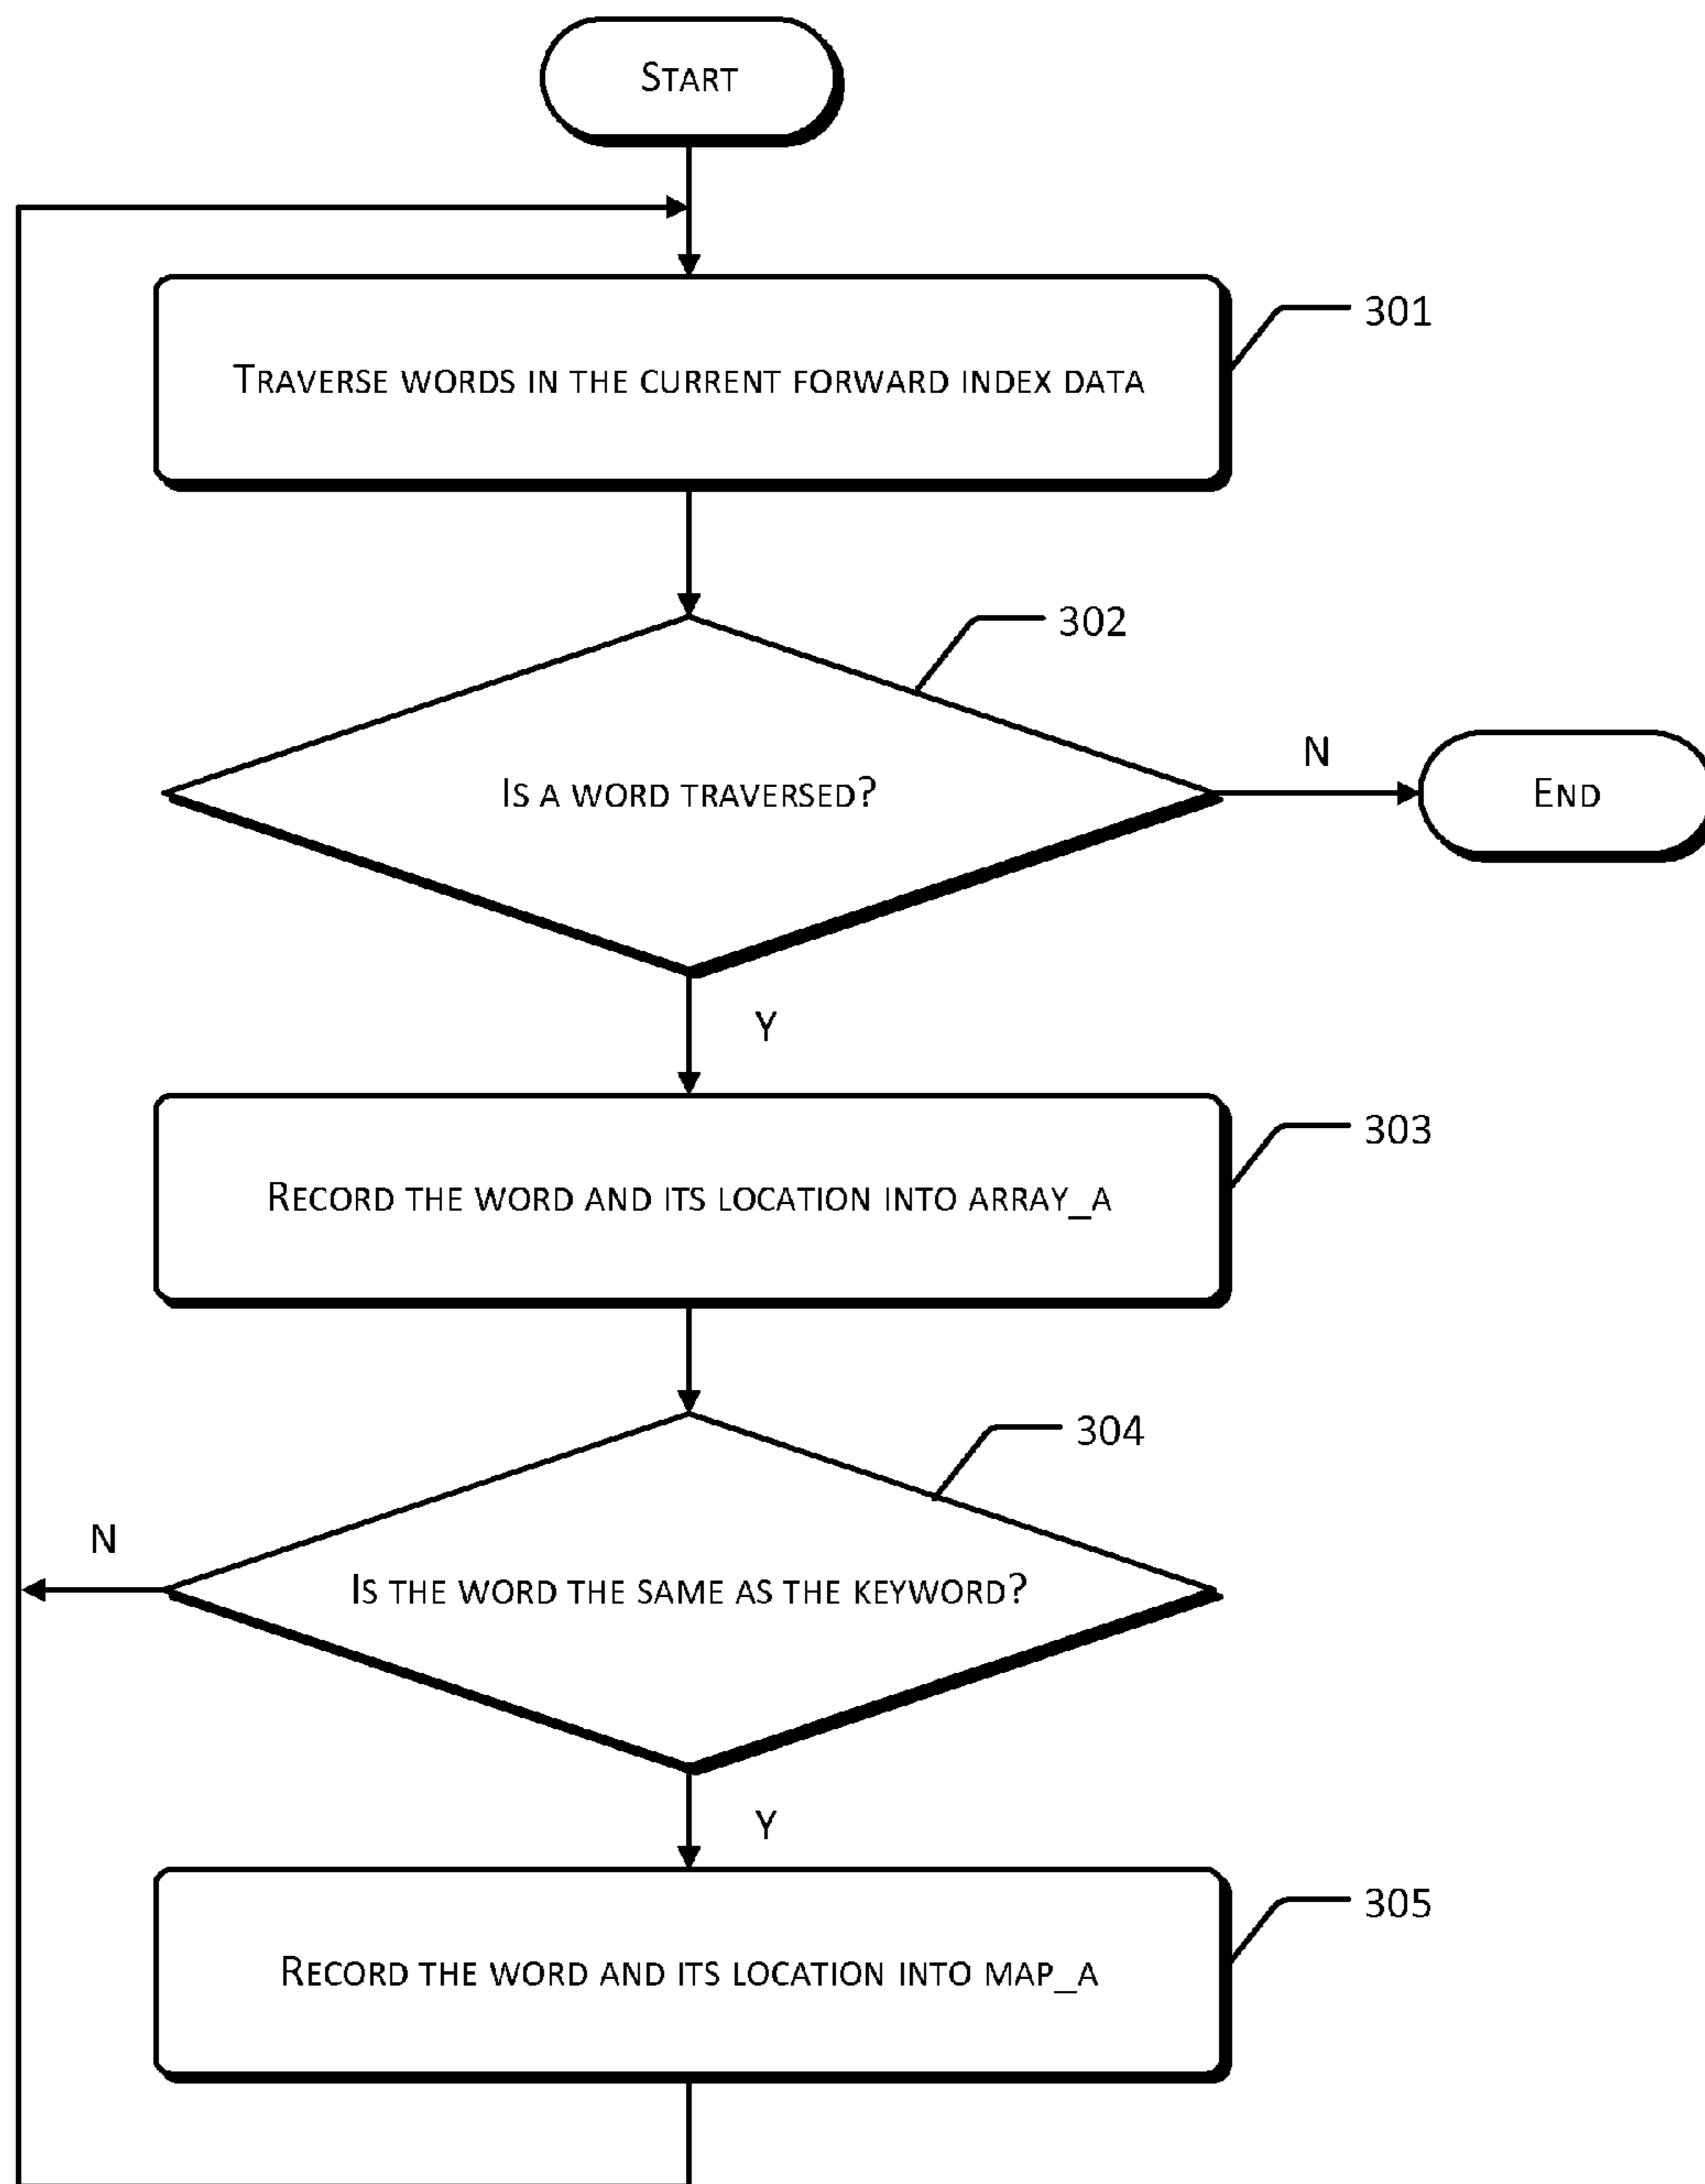 START
301
TRAVERSE WORDS IN THE CURRENT FORWARD INDEX DATA
302
IS A WORD TRAVERSED?
N
END
Y
303
RECORD THE WORD AND ITS LOCATION INTO ARRAY_A
304
N
IS THE WORD THE SAME AS THE KEYWORD?
Y
305
RECORD THE WORD AND ITS LOCATION INTO MAP_A